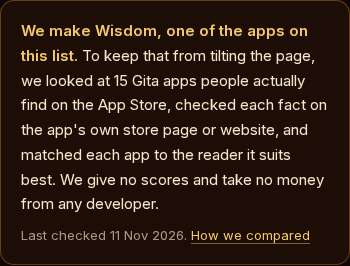 We make Wisdom, one of the apps on
this list. To keep that from tilting the page,
we looked at 15 Gita apps people actually
find on the App Store, checked each fact on
the app's own store page or website, and
matched each app to the reader it suits
best. We give no scores and take no money
from any developer.
Last checked 11 Nov 2026. How we compared